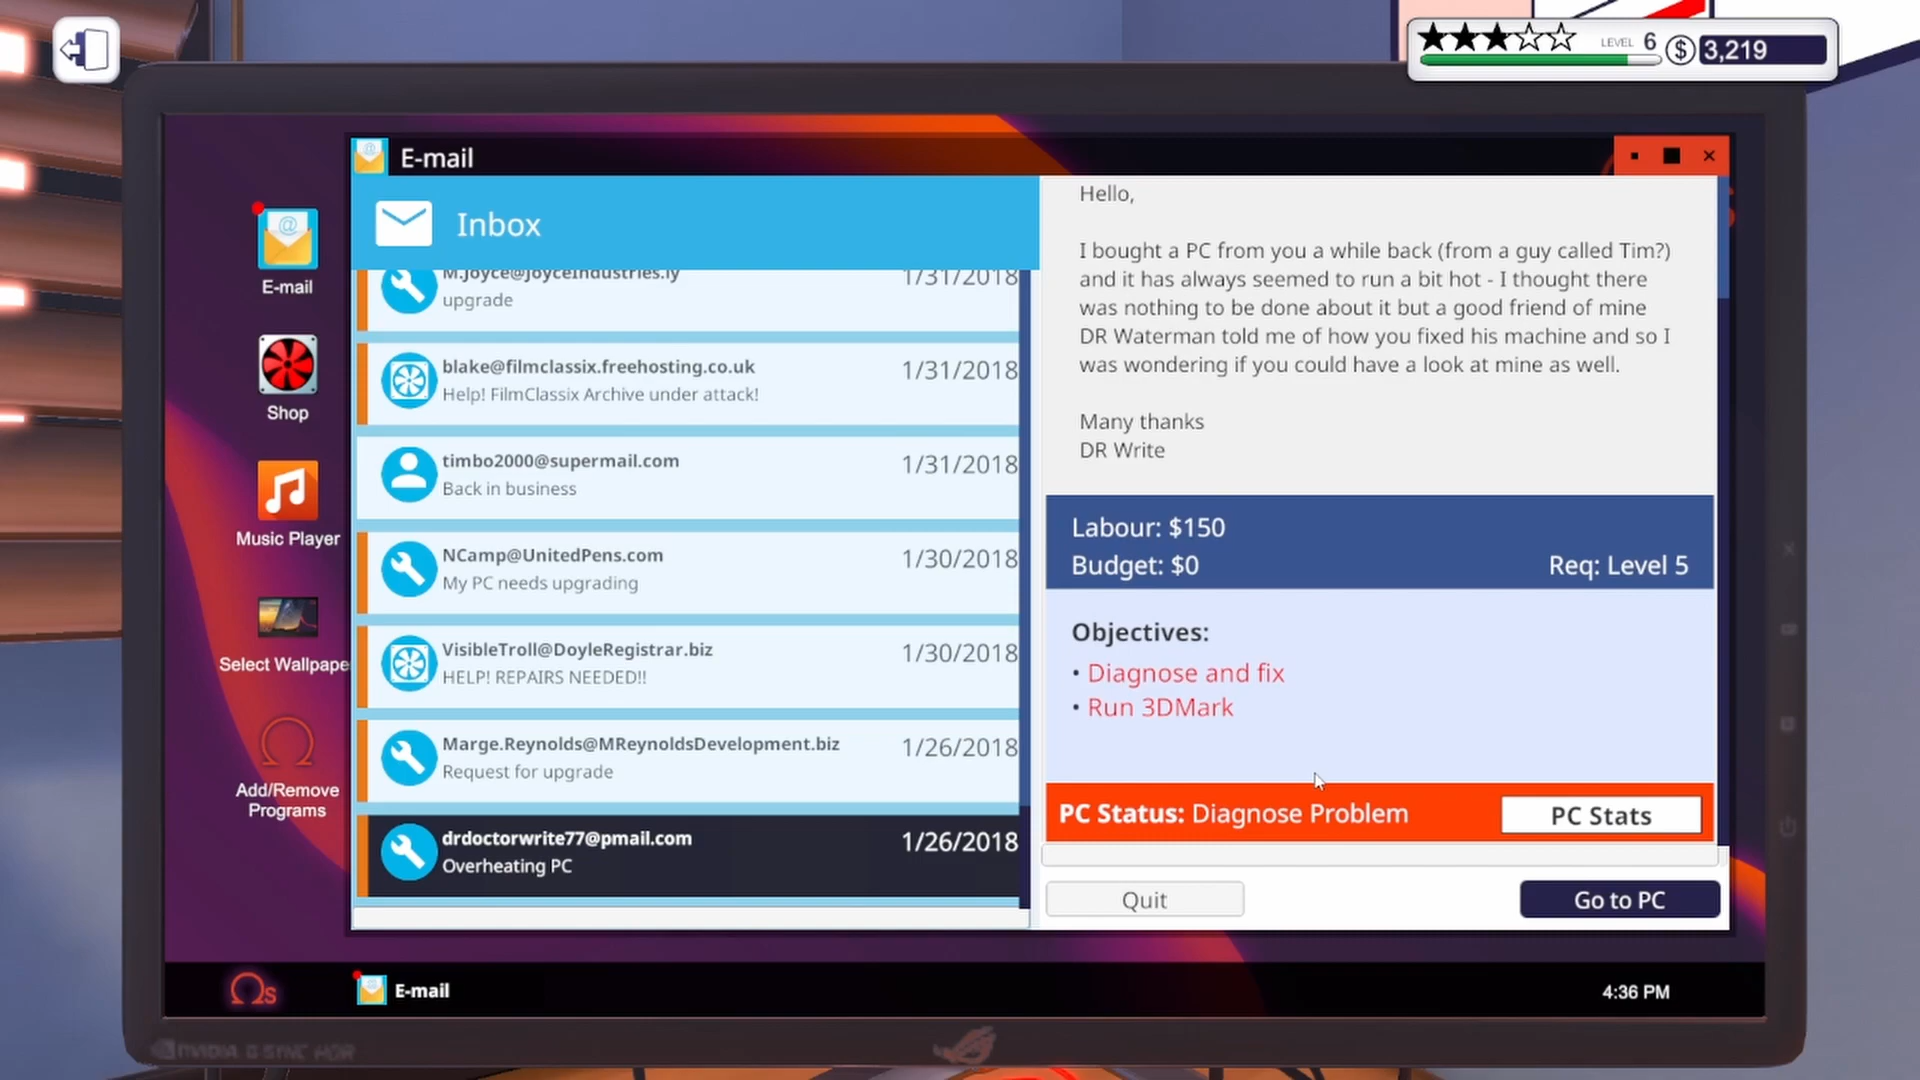 LEVEL 6
$ 3,219
E-mail
Inbox
M.Joyce@JoyceIndustries.ly
1/31/2018
upgrade
blake@filmclassix.freehosting.co.uk
1/31/2018
Help! FilmClassix Archive under attack!
timbo2000@supermail.com
1/31/2018
Back in business
NCamp@UnitedPens.com
1/30/2018
My PC needs upgrading
VisibleTroll@DoyleRegistrar.biz
1/30/2018
HELP! REPAIRS NEEDED!!
Marge.Reynolds@MReynoldsDevelopment.biz
1/26/2018
Request for upgrade
drdoctorwrite77@pmail.com
1/26/2018
Overheating PC
Hello,
I bought a PC from you a while back (from a guy called Tim?)
and it has always seemed to run a bit hot - I thought there
was nothing to be done about it but a good friend of mine
DR Waterman told me of how you fixed his machine and so I
was wondering if you could have a look at mine as well.
Many thanks
DR Write
Labour: $150
Budget: $0
Req: Level 5
Objectives:
• Diagnose and fix
• Run 3DMark
PC Status: Diagnose Problem
PC Stats
Quit
Go to PC
E-mail
Shop
Music Player
Select Wallpape
Add/Remove
Programs
Ωs
E-mail
4:36 PM
NVIDIA G-SYNC HDR